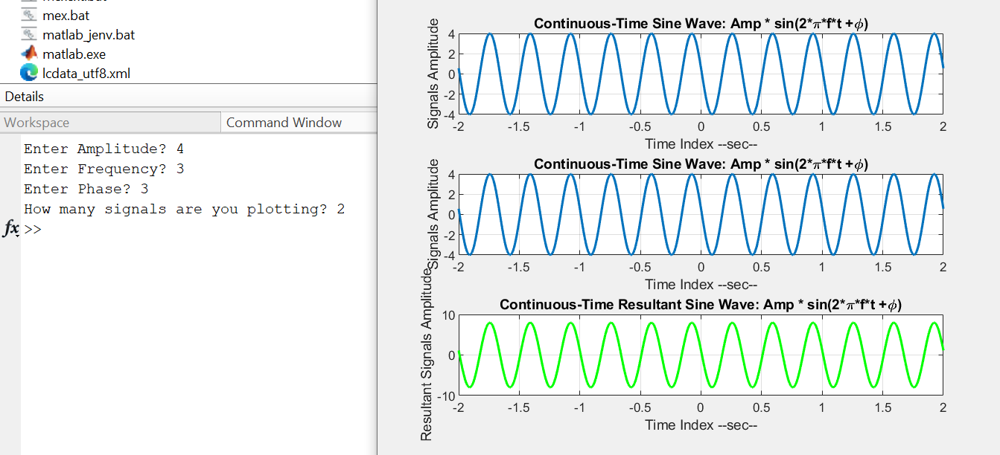 mex.bat
matlab_jenv.bat
matlab.exe
lcdata_utf8.xml
Details
Workspace
Command Window
Enter Amplitude? 4
Enter Frequency? 3
Enter Phase? 3
How many signals are you plotting? 2
fx >>
Continuous-Time Sine Wave: Amp * sin(2*π*f*t +ϕ)
Signals Amplitude
4
2
0
-2
-4
-2 -1.5 -1 -0.5 0 0.5 1 1.5 2
Time Index --sec--
Continuous-Time Sine Wave: Amp * sin(2*π*f*t +ϕ)
Signals Amplitude
4
2
0
-2
-4
-2 -1.5 -1 -0.5 0 0.5 1 1.5 2
Time Index --sec--
Continuous-Time Resultant Sine Wave: Amp * sin(2*π*f*t +ϕ)
Resultant Signals Amplitude
10
0
-10
-2 -1.5 -1 -0.5 0 0.5 1 1.5 2
Time Index --sec--